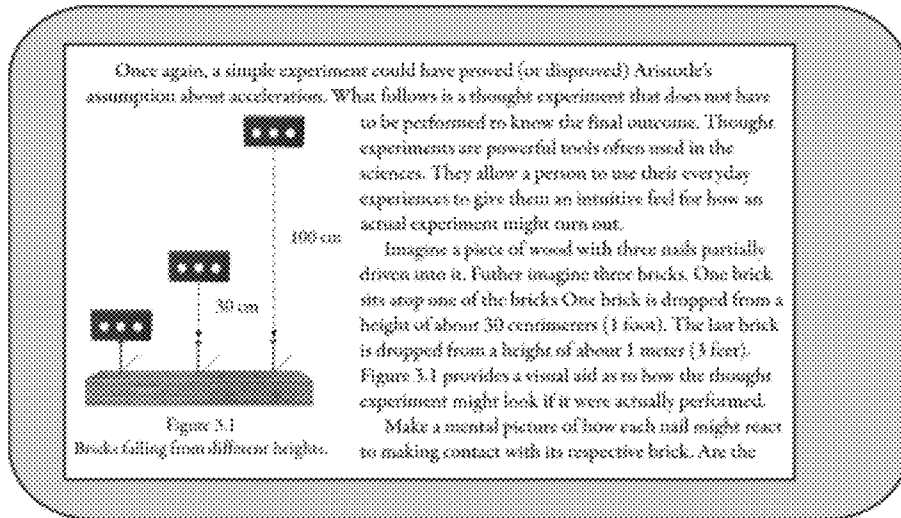 Once again, a simple experiment could have proved (or disproved) Aristotle's
assumption about acceleration. What follows is a thought experiment that does not have
to be performed to know the final outcome. Thought
experiments are powerful tools often used in the
sciences. They allow a person to use their everyday
experiences to give them an intuitive feel for how an
actual experiment might turn out.
Imagine a piece of wood with three nails partially
driven into it. Futher imagine three bricks. One brick
sits atop one of the bricks One brick is dropped from a
height of about 30 centimeters (1 foot). The last brick
is dropped from a height of about 1 meter (3 feet).
Figure 3.1 provides a visual aid as to how the thought
experiment might look if it were actually performed.
Make a mental picture of how each nail might react
to making contact with its respective brick. Are the
100 cm
30 cm
Figure 3.1
Bricks falling from different heights.